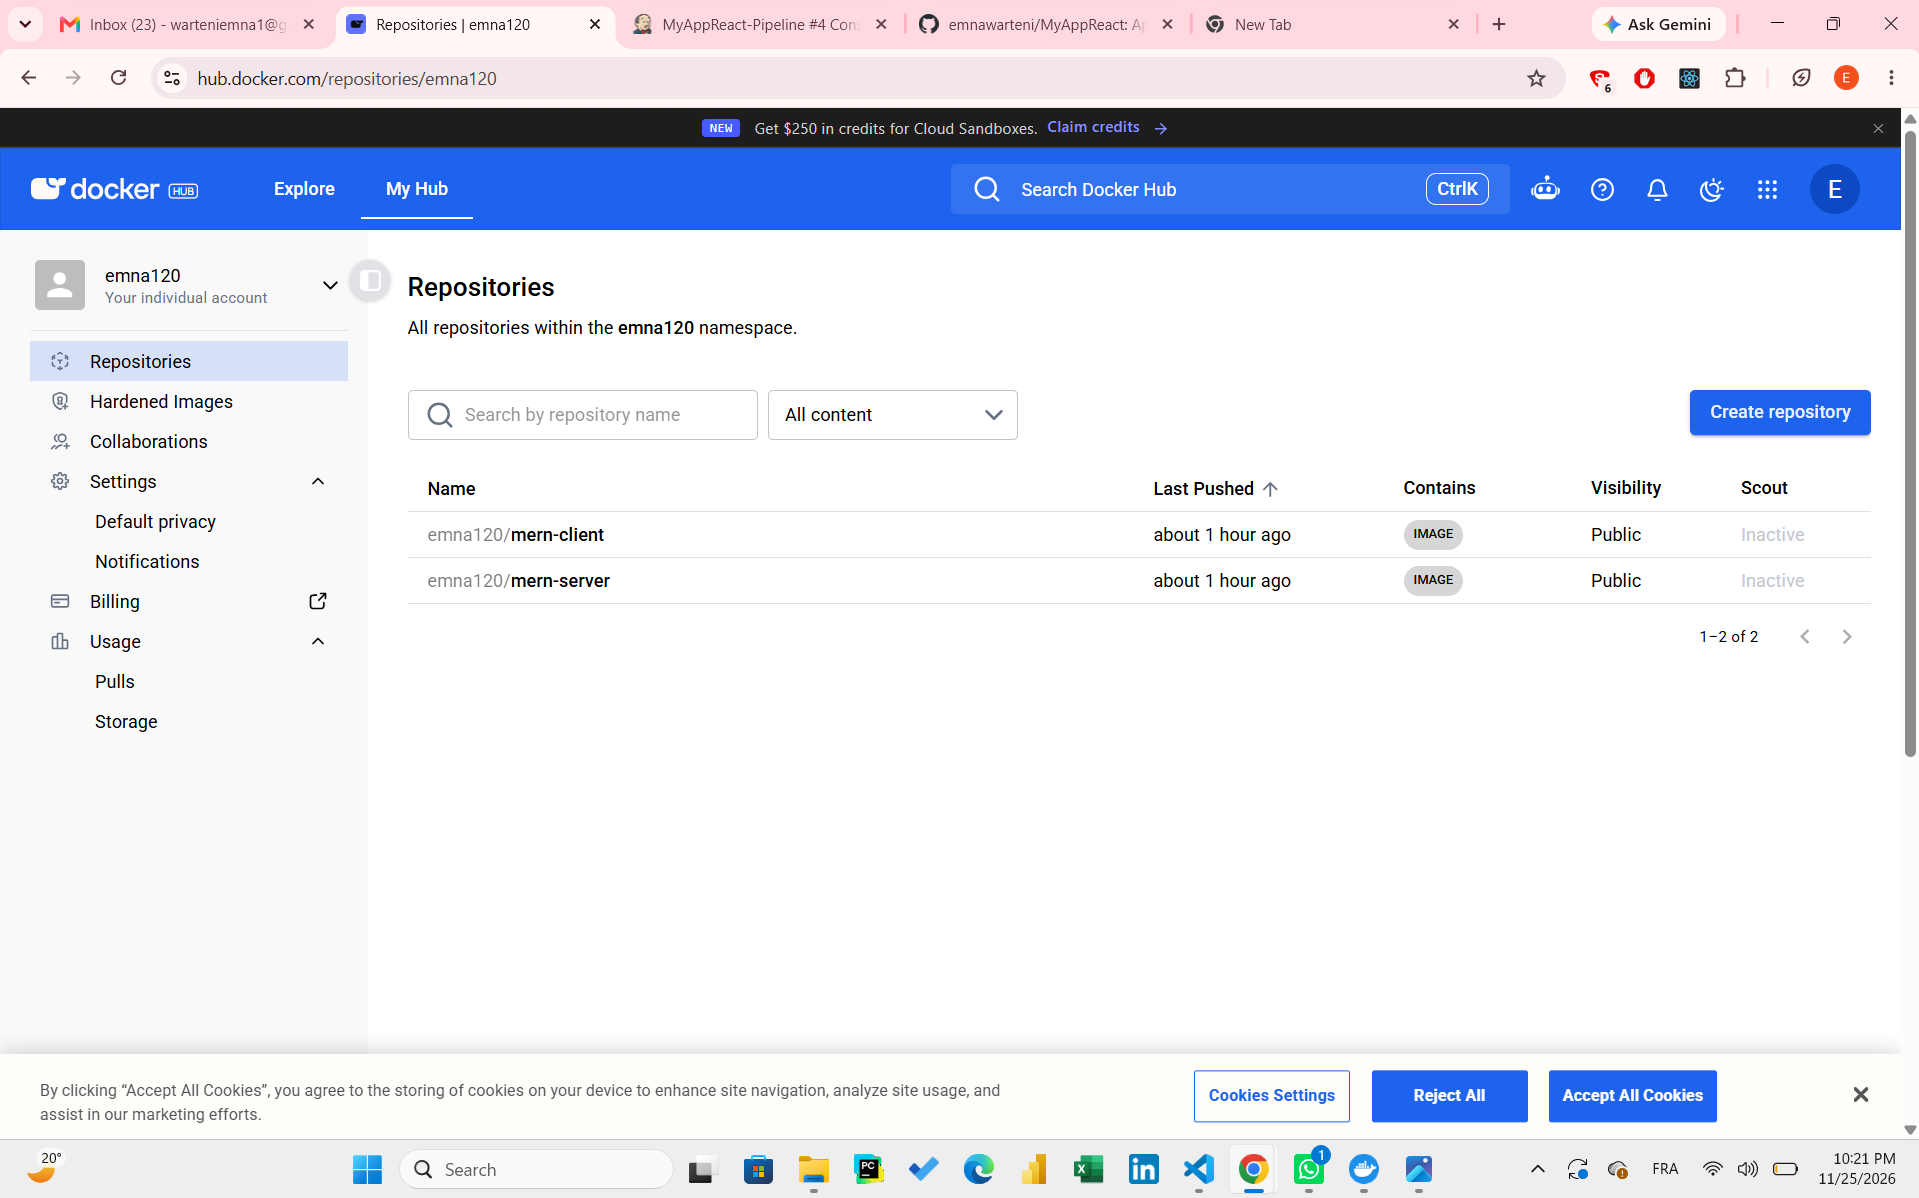 Inbox (23) - warteniemna1@g
Repositories | emna120
MyAppReact-Pipeline #4 Cons
emnawarteni/MyAppReact: Ap
New Tab
Ask Gemini
hub.docker.com/repositories/emna120
6
E
NEW
Get $250 in credits for Cloud Sandboxes. Claim credits →
docker HUB
Explore
My Hub
Search Docker Hub
CtrlK
E
emna120
Your individual account
Repositories
Hardened Images
Collaborations
Settings
Default privacy
Notifications
Billing
Usage
Pulls
Storage
Repositories
All repositories within the emna120 namespace.
Search by repository name
All content
Create repository
Name Last Pushed Contains Visibility Scout
emna120/mern-client about 1 hour ago IMAGE Public Inactive
emna120/mern-server about 1 hour ago IMAGE Public Inactive
1–2 of 2
By clicking “Accept All Cookies”, you agree to the storing of cookies on your device to enhance site navigation, analyze site usage, and
assist in our marketing efforts.
Cookies Settings
Reject All
Accept All Cookies
20°
Search
PC
1
FRA
10:21 PM
11/25/2026